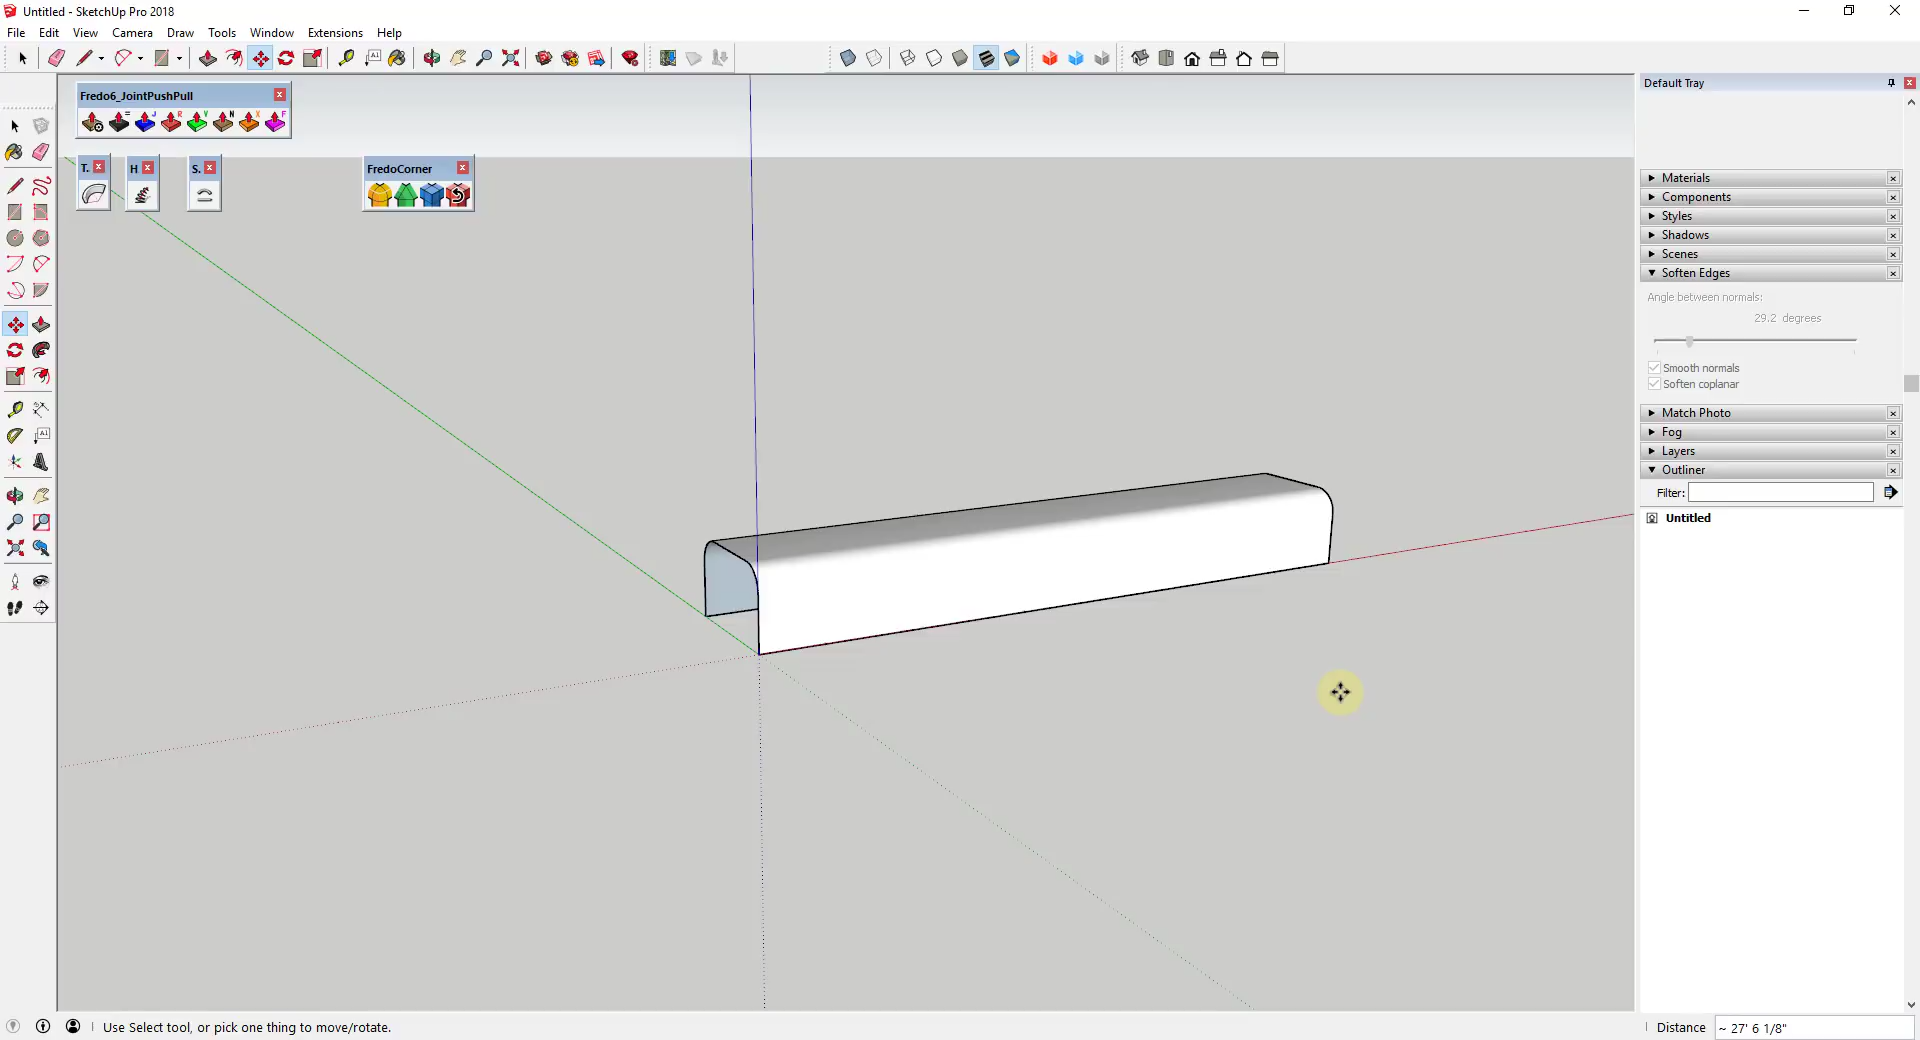 Untitled - SketchUp Pro 2018
File Edit View Camera Draw Tools Window Extensions Help
Fredo6_JointPushPull
T.
H
S.
FredoCorner
Default Tray
Materials
Components
Styles
Shadows
Scenes
Soften Edges
Angle between normals:
29.2 degrees
Smooth normals
Soften coplanar
Match Photo
Fog
Layers
Outliner
Filter:
Untitled
Use Select tool, or pick one thing to move/rotate.
Distance ~ 27' 6 1/8"